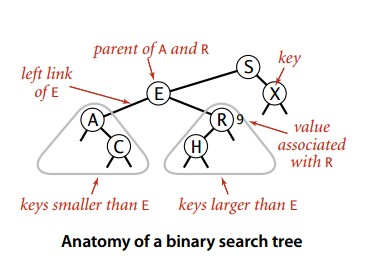 parent of A and R
key
left link
of E
S
E
X
A
R 9
value
associated
with R
C
H
keys smaller than E
keys larger than E
Anatomy of a binary search tree